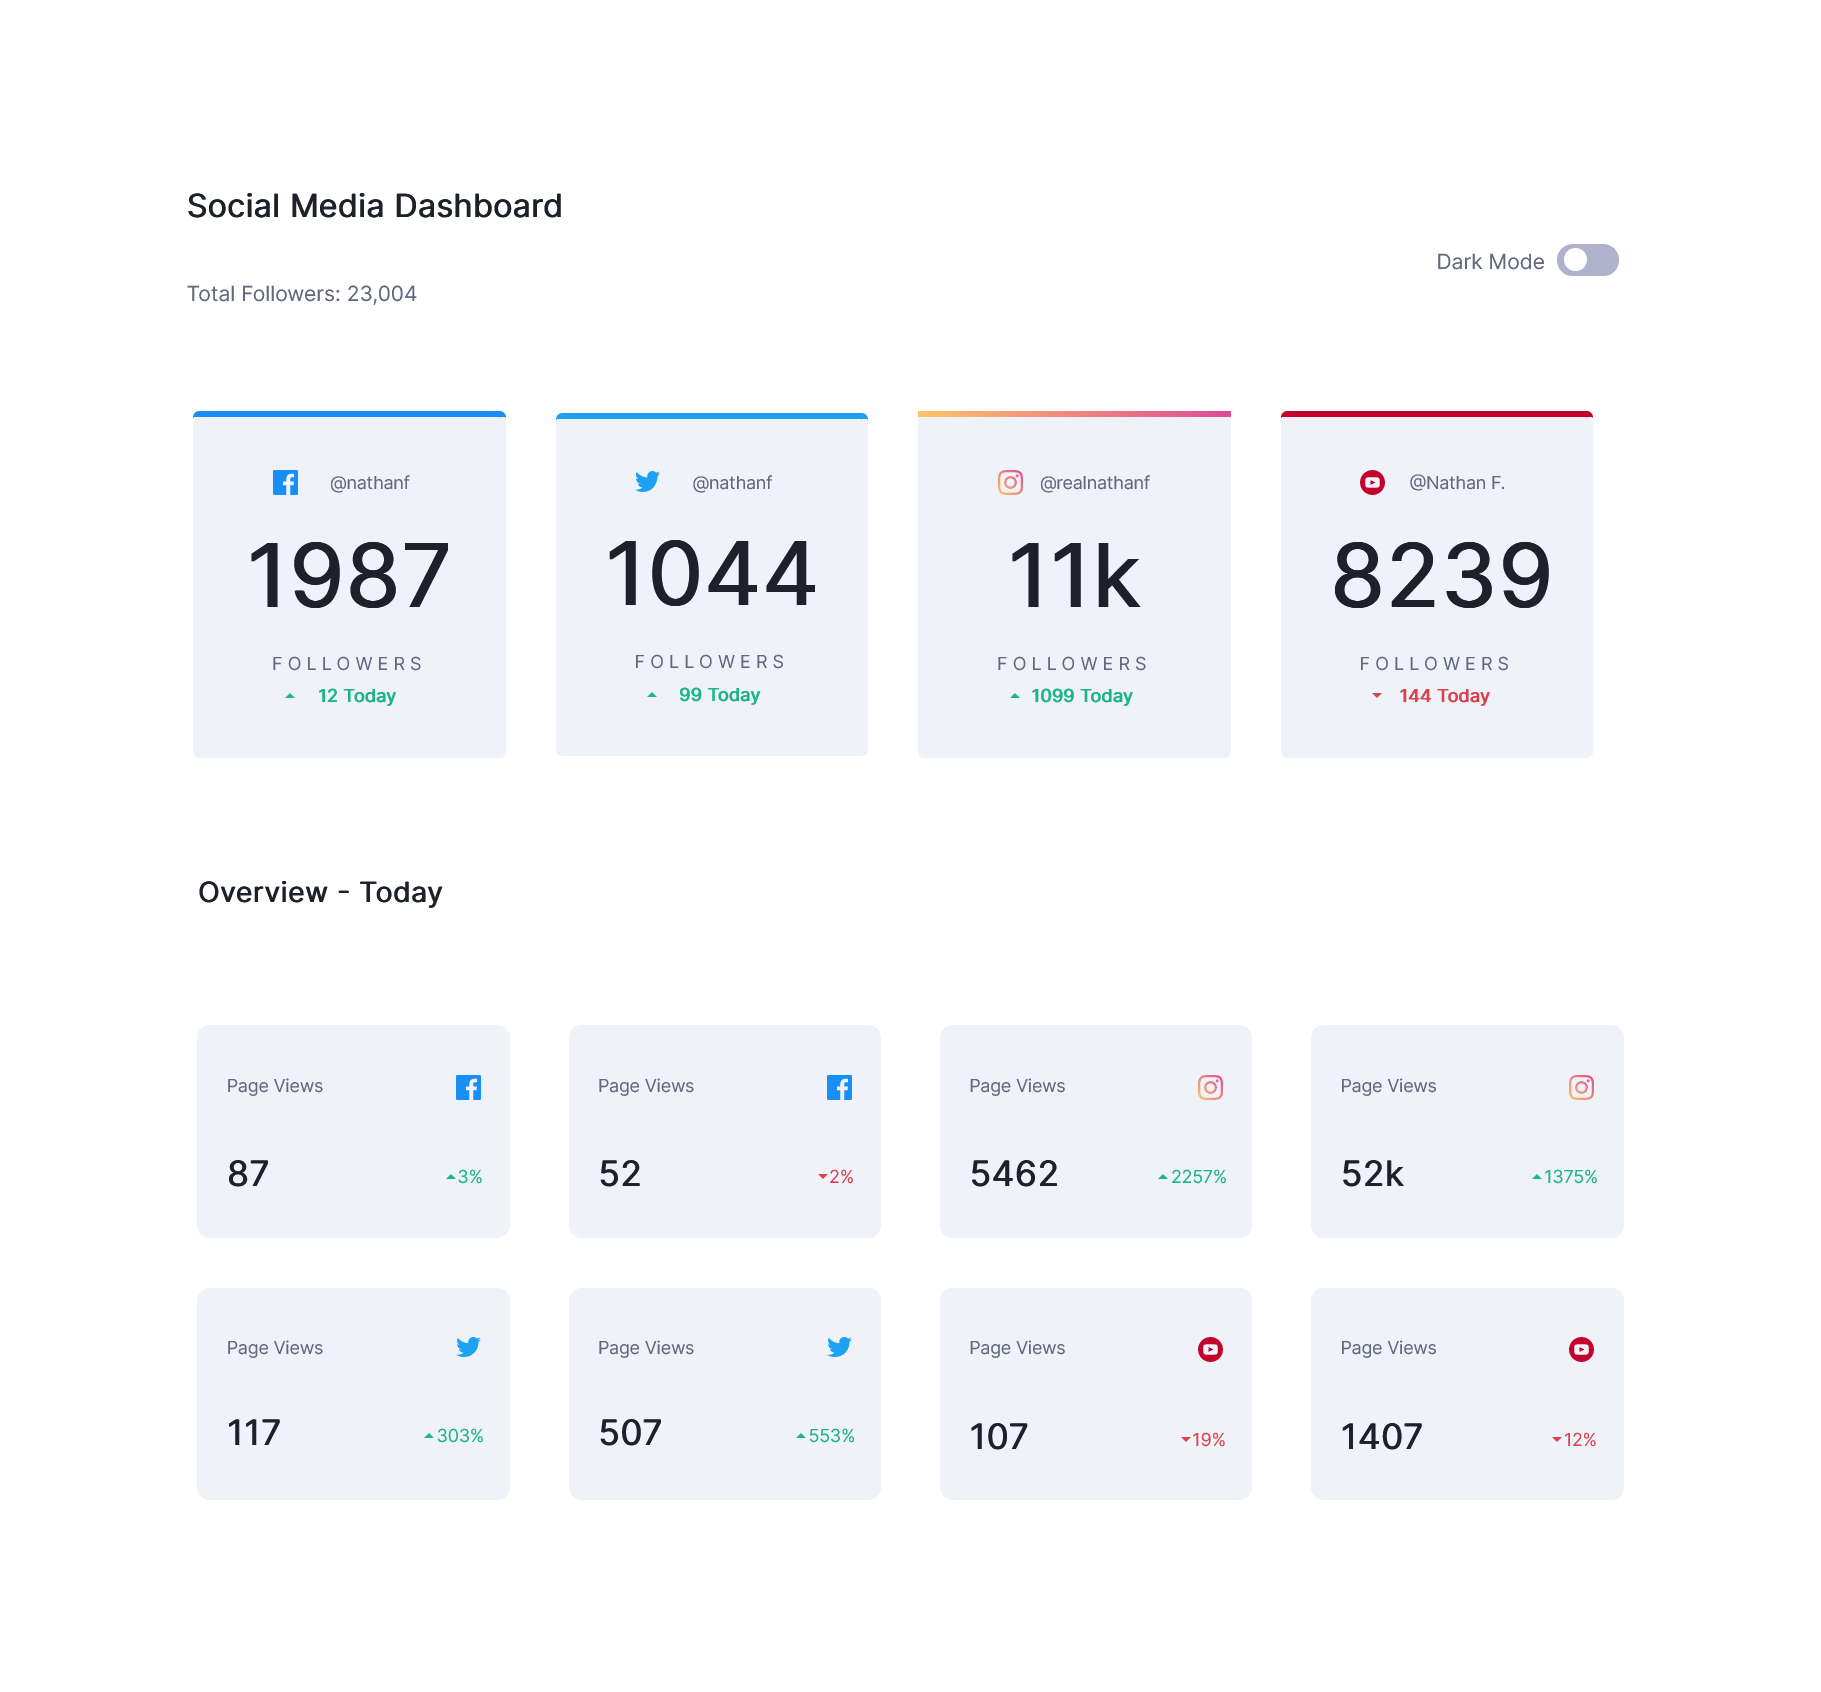 Social Media Dashboard
Dark Mode
Total Followers: 23,004
@nathanf
1987
FOLLOWERS
12 Today
@nathanf
1044
FOLLOWERS
99 Today
@realnathanf
11k
FOLLOWERS
1099 Today
@Nathan F.
8239
FOLLOWERS
144 Today
Overview - Today
Page Views
87
3%
Page Views
52
2%
Page Views
5462
2257%
Page Views
52k
1375%
Page Views
117
303%
Page Views
507
553%
Page Views
107
19%
Page Views
1407
12%